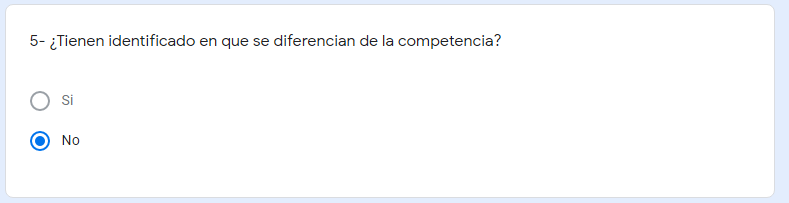 5- ¿Tienen identificado en que se diferencian de la competencia?
Si
No